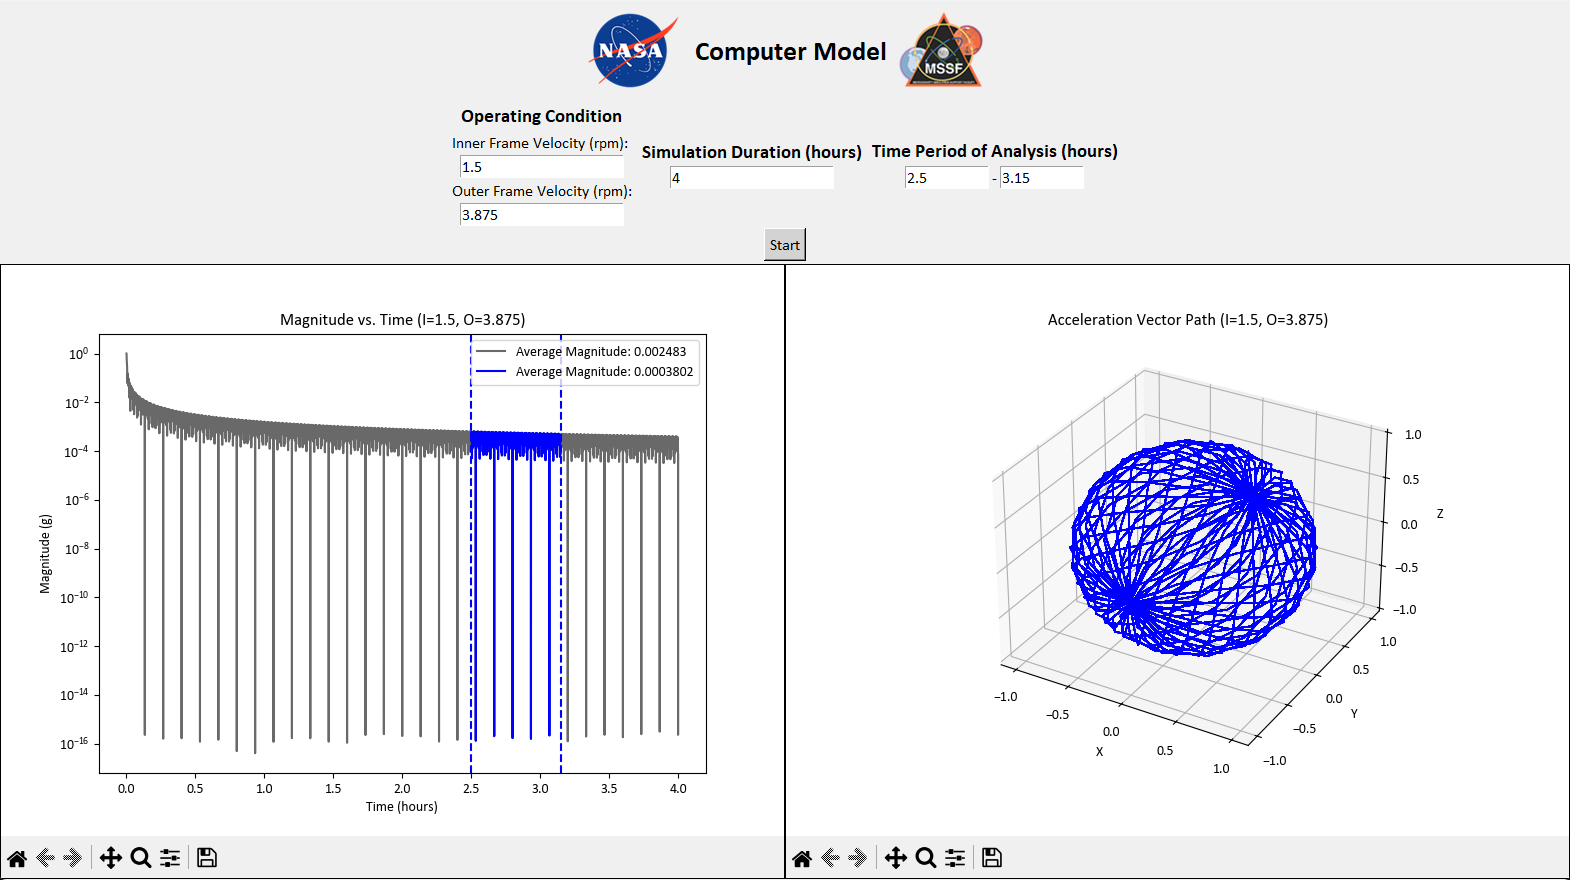 NASA
Computer Model
MSSF
Operating Condition
Inner Frame Velocity (rpm):
1.5
Outer Frame Velocity (rpm):
3.875
Simulation Duration (hours)
4
Time Period of Analysis (hours)
2.5 - 3.15
Start
Magnitude vs. Time (I=1.5, O=3.875)
Average Magnitude: 0.002483
Average Magnitude: 0.0003802
Magnitude (g)
10⁰
10⁻²
10⁻⁴
10⁻⁶
10⁻⁸
10⁻¹⁰
10⁻¹²
10⁻¹⁴
10⁻¹⁶
0.0 0.5 1.0 1.5 2.0 2.5 3.0 3.5 4.0
Time (hours)
Acceleration Vector Path (I=1.5, O=3.875)
1.0
0.5
0.0
−0.5
−1.0
Z
1.0
0.5
0.0
−0.5
−1.0
Y
−1.0
−0.5
0.0
0.5
1.0
X